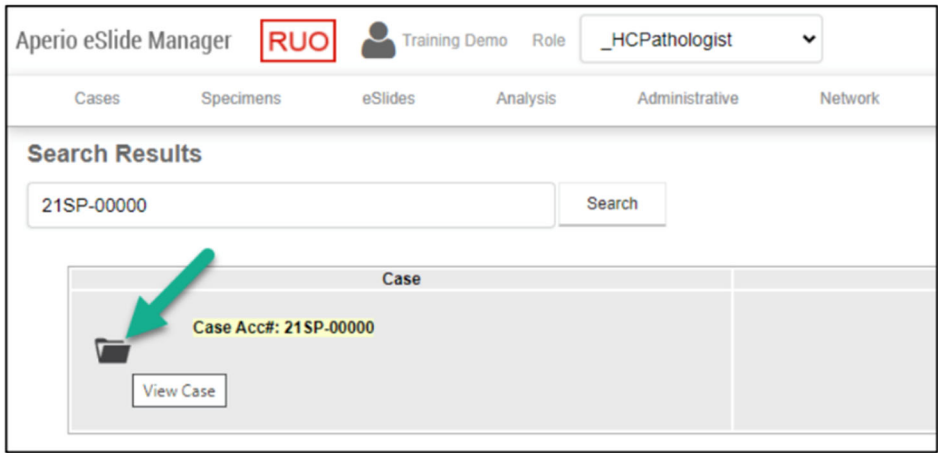 Aperio eSlide Manager RUO Training Demo Role _HCPathologist
Cases Specimens eSlides Analysis Administrative Network
Search Results
21SP-00000 Search
Case
Case Acc#: 21SP-00000
View Case